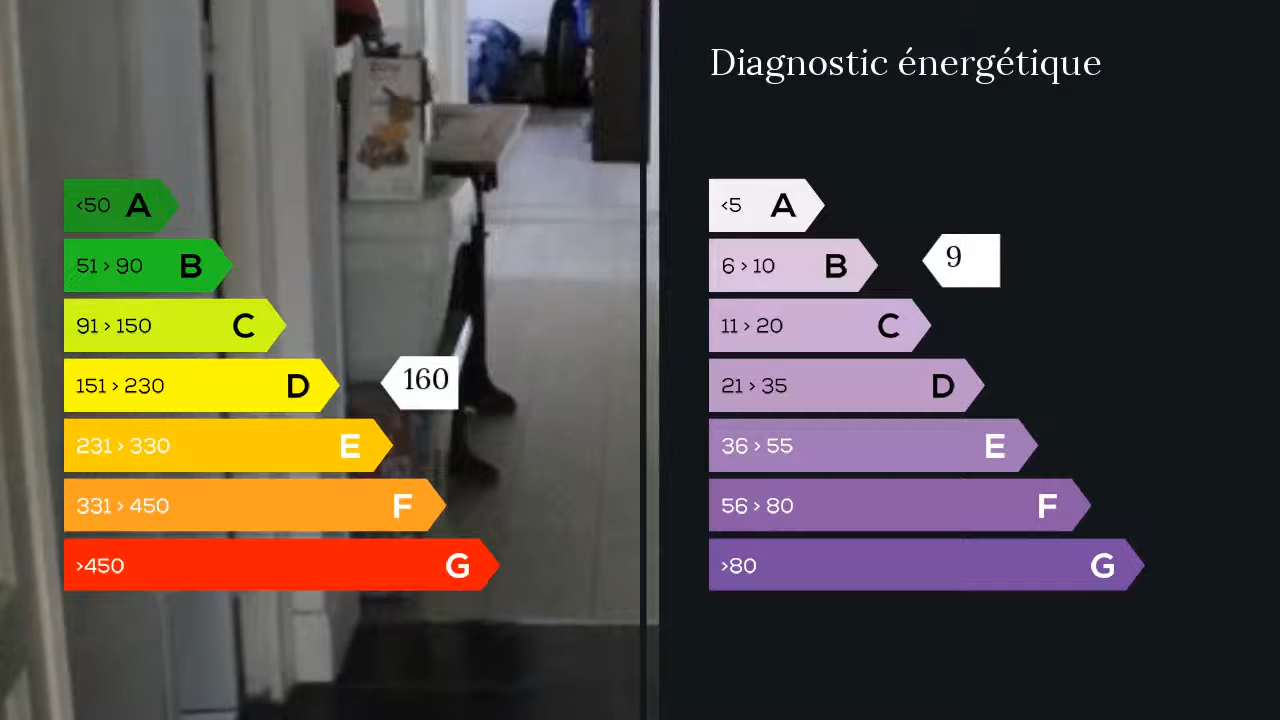 Diagnostic énergétique
<50 A
51 > 90 B
91 > 150 C
151 > 230 D
160
231 > 330 E
331 > 450 F
>450 G
<5 A
6 > 10 B
9
11 > 20 C
21 > 35 D
36 > 55 E
56 > 80 F
>80 G